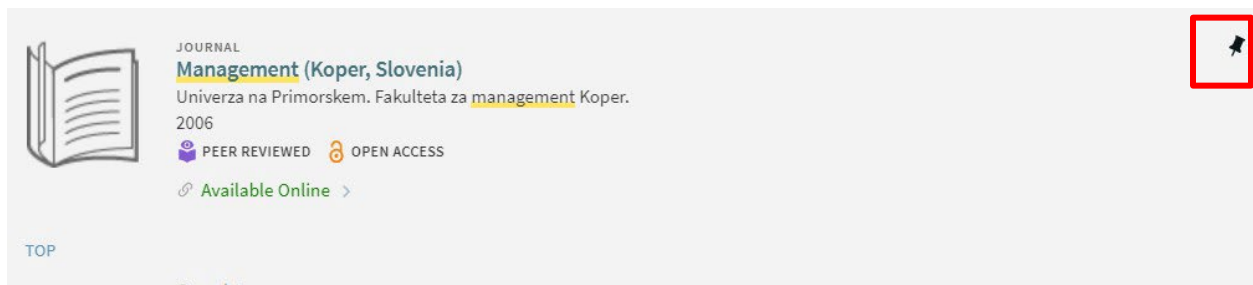 JOURNAL
Management (Koper, Slovenia)
Univerza na Primorskem. Fakulteta za management Koper.
2006
PEER REVIEWED OPEN ACCESS
Available Online
TOP